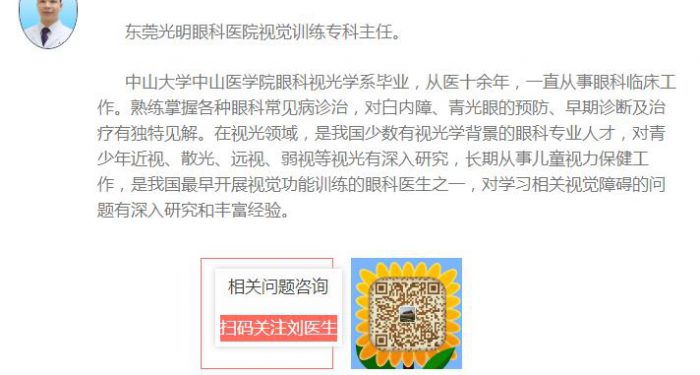 东莞光明眼科医院视觉训练专科主任。
中山大学中山医学院眼科视光学系毕业，从医十余年，一直从事眼科临床工
作。熟练掌握各种眼科常见病诊治，对白内障、青光眼的预防、早期诊断及治
疗有独特见解。在视光领域，是我国少数有视光学背景的眼科专业人才，对青
少年近视、散光、远视、弱视等视光有深入研究，长期从事儿童视力保健工
作，是我国最早开展视觉功能训练的眼科医生之一，对学习相关视觉障碍的问
题有深入研究和丰富经验。
相关问题咨询
扫码关注刘医生